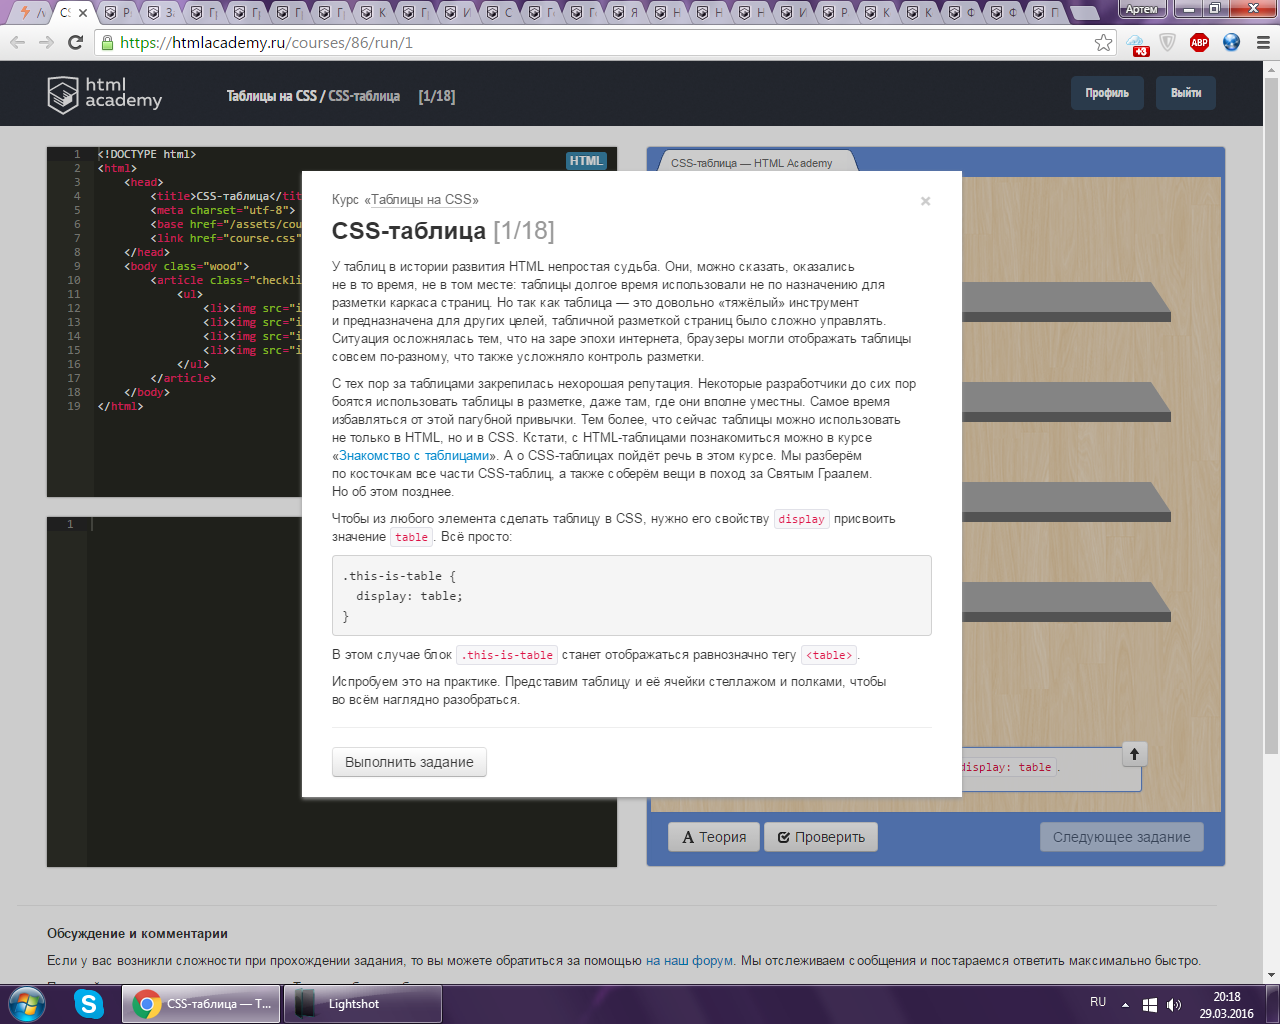 Артем
https://htmlacademy.ru/courses/86/run/1
+3
ABP
html
academy
Таблицы на CSS / CSS-таблица [1/18]
Профиль
Выйти
HTML
1 <!DOCTYPE html>
2 <html>
3 <head>
4 <title>CSS-таблица</tit
5 <meta charset="utf-8">
6 <base href="/assets/cou
7 <link href="course.css"
8 </head>
9 <body class="wood">
10 <article class="checkli
11 <ul>
12 <li><img src="i
13 <li><img src="i
14 <li><img src="i
15 <li><img src="i
16 </ul>
17 </article>
18 </body>
19 </html>
1
CSS-таблица — HTML Academy
Курс «Таблицы на CSS»
×
CSS-таблица [1/18]
У таблиц в истории развития HTML непростая судьба. Они, можно сказать, оказались
не в то время, не в том месте: таблицы долгое время использовали не по назначению для
разметки каркаса страниц. Но так как таблица — это довольно «тяжёлый» инструмент
и предназначена для других целей, табличной разметкой страниц было сложно управлять.
Ситуация осложнялась тем, что на заре эпохи интернета, браузеры могли отображать таблицы
совсем по-разному, что также усложняло контроль разметки.
С тех пор за таблицами закрепилась нехорошая репутация. Некоторые разработчики до сих пор
боятся использовать таблицы в разметке, даже там, где они вполне уместны. Самое время
избавляться от этой пагубной привычки. Тем более, что сейчас таблицы можно использовать
не только в HTML, но и в CSS. Кстати, с HTML-таблицами познакомиться можно в курсе
«Знакомство с таблицами». А о CSS-таблицах пойдёт речь в этом курсе. Мы разберём
по косточкам все части CSS-таблиц, а также соберём вещи в поход за Святым Граалем.
Но об этом позднее.
Чтобы из любого элемента сделать таблицу в CSS, нужно его свойству display присвоить
значение table. Всё просто:
.this-is-table {
display: table;
}
В этом случае блок .this-is-table станет отображаться равнозначно тегу <table>.
Испробуем это на практике. Представим таблицу и её ячейки стеллажом и полками, чтобы
во всём наглядно разобраться.
Выполнить задание
display: table.
Теория
Проверить
Следующее задание
Обсуждение и комментарии
Если у вас возникли сложности при прохождении задания, то вы можете обратиться за помощью на наш форум. Мы отслеживаем сообщения и постараемся ответить максимально быстро.
CSS-таблица — Т...
Lightshot
RU
20:18
29.03.2016